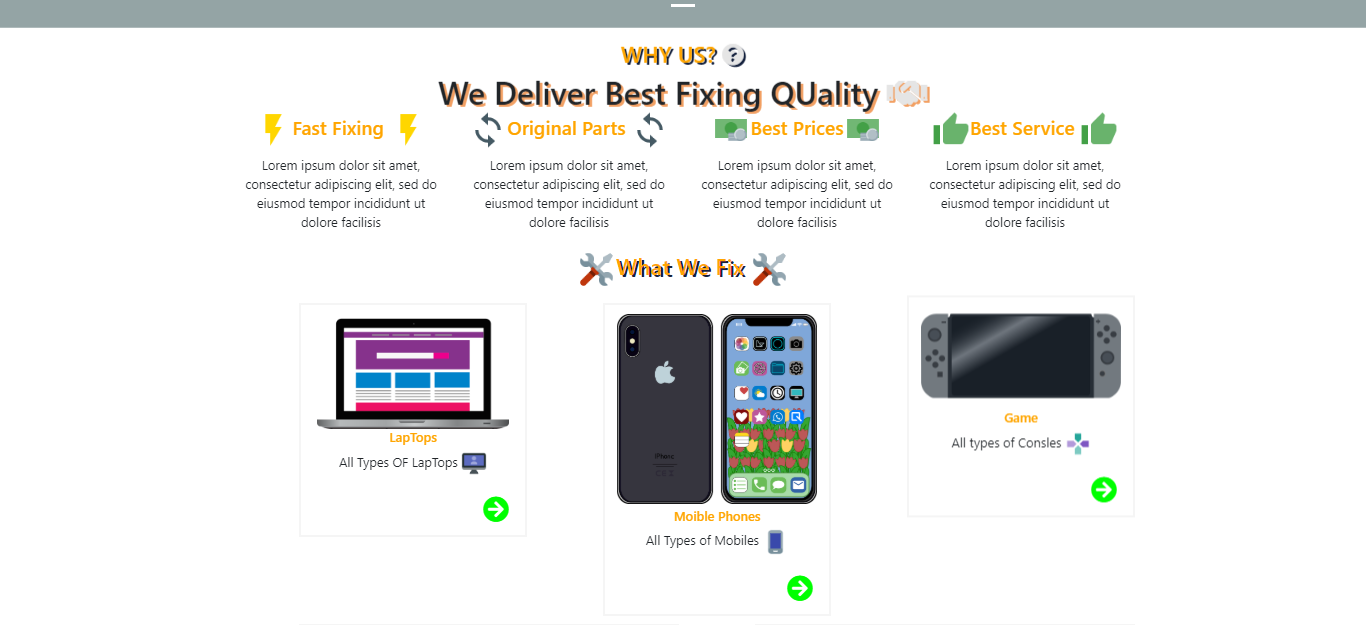 WHY US?
We Deliver Best Fixing QUality
Fast Fixing
Lorem ipsum dolor sit amet,
consectetur adipiscing elit, sed do
eiusmod tempor incididunt ut
dolore facilisis
Original Parts
Lorem ipsum dolor sit amet,
consectetur adipiscing elit, sed do
eiusmod tempor incididunt ut
dolore facilisis
Best Prices
Lorem ipsum dolor sit amet,
consectetur adipiscing elit, sed do
eiusmod tempor incididunt ut
dolore facilisis
Best Service
Lorem ipsum dolor sit amet,
consectetur adipiscing elit, sed do
eiusmod tempor incididunt ut
dolore facilisis
What We Fix
LapTops
All Types OF LapTops
iPhone
Moible Phones
All Types of Mobiles
Game
All types of Consles